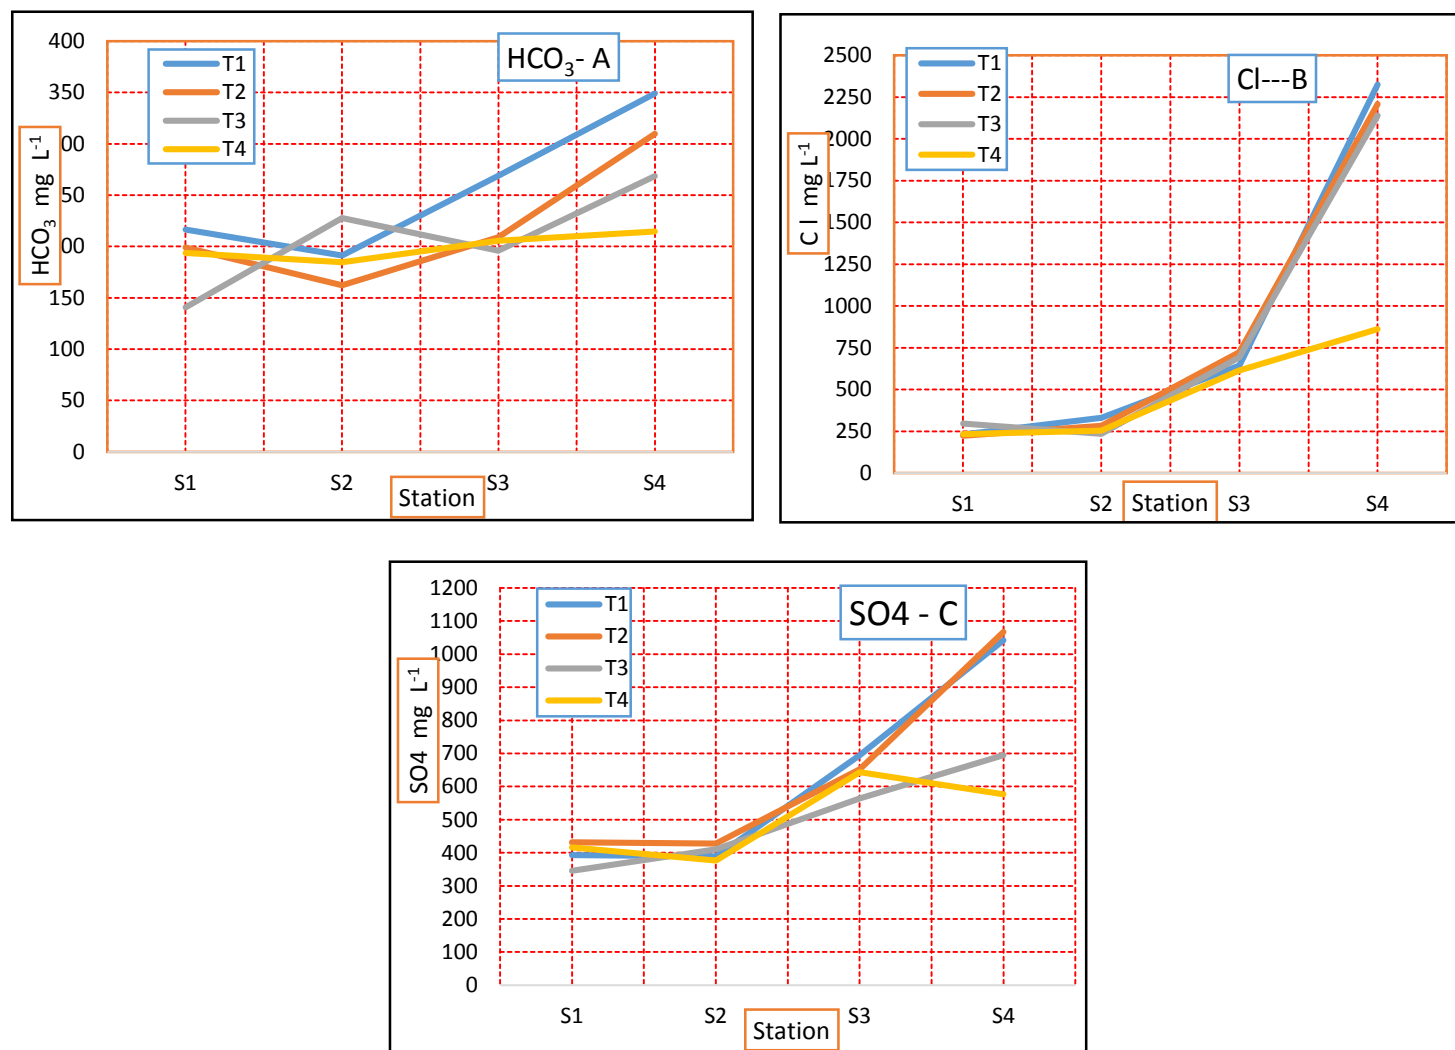 HCO₃- A
T1
T2
T3
T4
400
350
00
50
00
150
100
50
0
HCO₃ mg L⁻¹
S1 S2 S3 S4
Station
Cl---B
T1
T2
T3
T4
2500
2250
2000
1750
1500
1250
1000
750
500
250
0
C l mg L⁻¹
S1 S2 S3 S4
Station
SO4 - C
T1
T2
T3
T4
1200
1100
1000
900
800
700
600
500
400
300
200
100
0
SO4 mg L⁻¹
S1 S2 S3 S4
Station